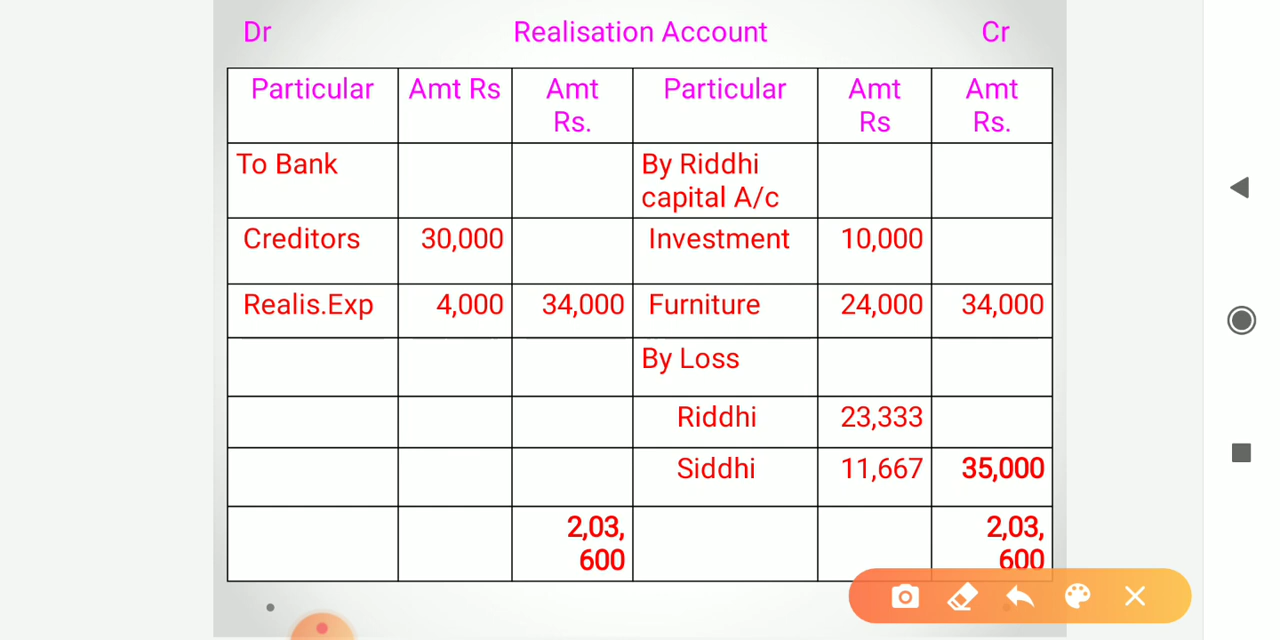 Dr Realisation Account Cr
Particular Amt Rs Amt Particular Amt Amt
Rs. Rs Rs.
To Bank By Riddhi
capital A/c
Creditors 30,000 Investment 10,000
Realis.Exp 4,000 34,000 Furniture 24,000 34,000
By Loss
Riddhi 23,333
Siddhi 11,667 35,000
2,03, 2,03,
600 600